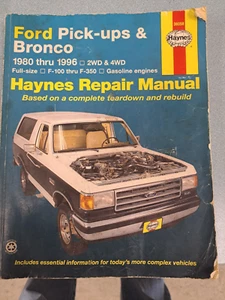 Ford Pick-ups &
Bronco
Haynes
1980 thru 1996 □ 2WD & 4WD
Full-size □ F-100 thru F-350 □ Gasoline engines
Haynes Repair Manual
Based on a complete teardown and rebuild
Includes essential information for today's more complex vehicles